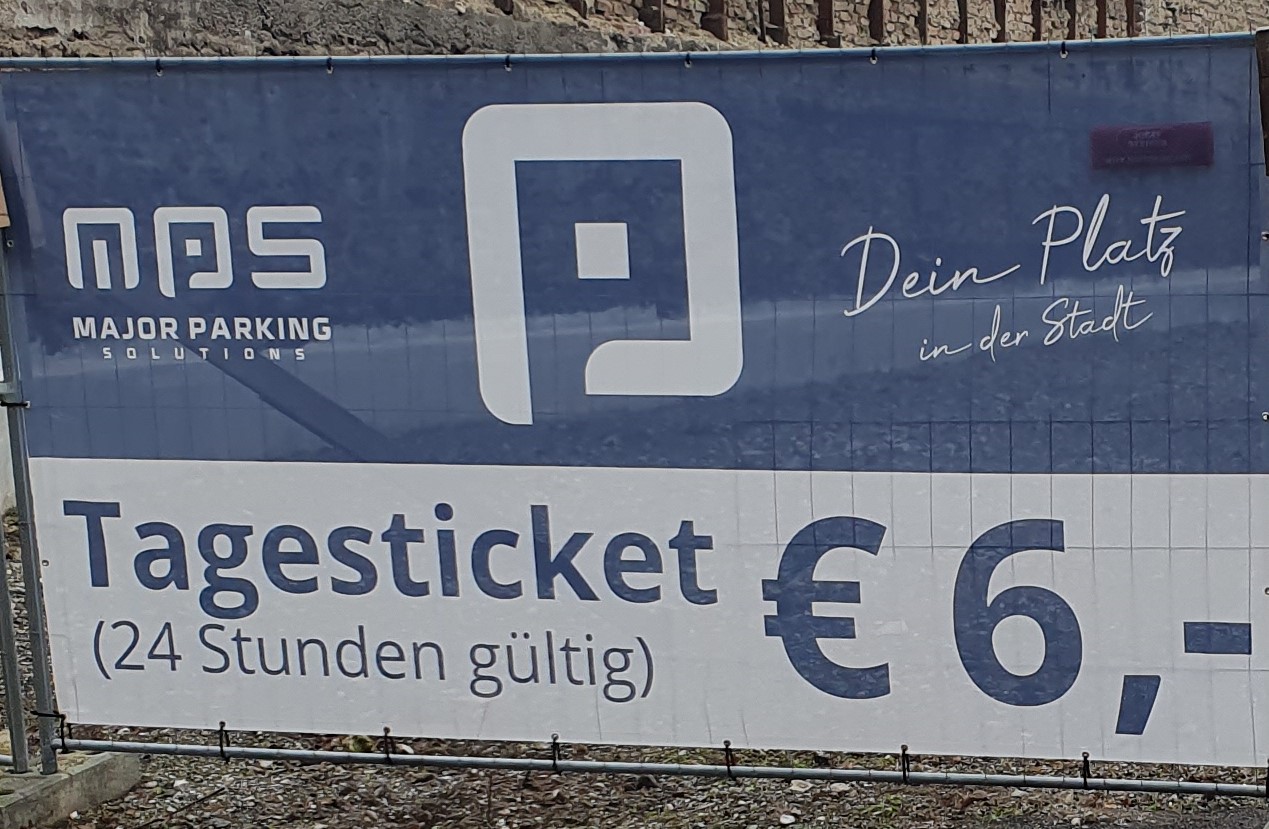 MPS
MAJOR PARKING
SOLUTIONS
P
Dein Platz
in der Stadt
Tagesticket
(24 Stunden gültig)
€ 6,-